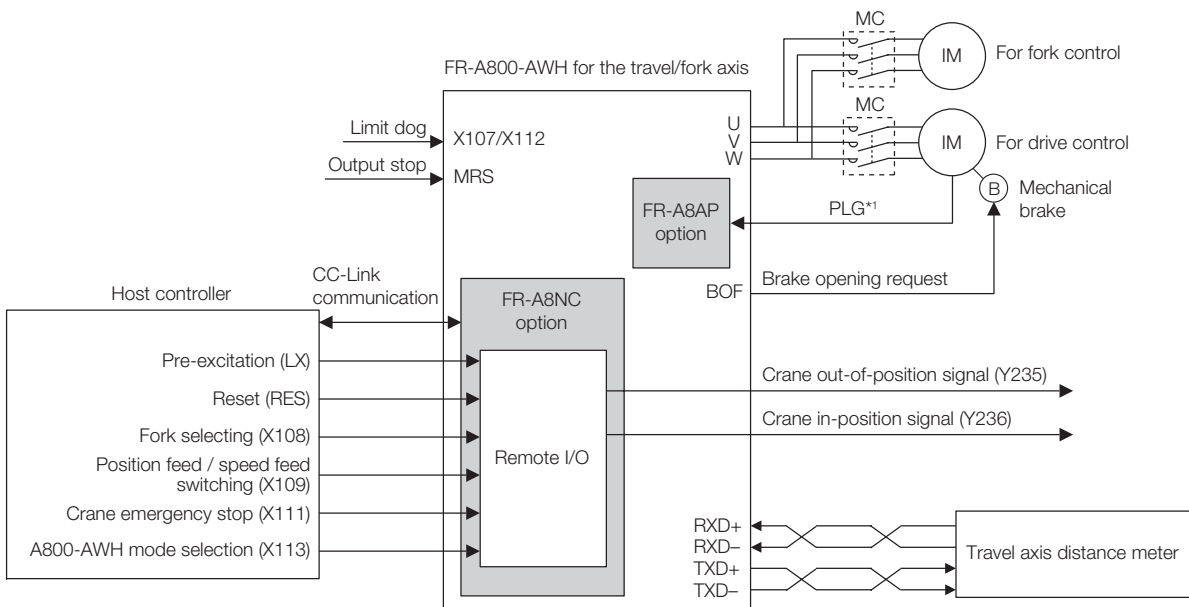 MC
IM
For fork control
FR-A800-AWH for the travel/fork axis
MC
Limit dog
X107/X112
U
V
W
IM
For drive control
Output stop
MRS
FR-A8AP
option
PLG*1
B
Mechanical
brake
CC-Link
communication
Host controller
FR-A8NC
option
BOF
Brake opening request
Pre-excitation (LX)
Reset (RES)
Fork selecting (X108)
Position feed / speed feed
switching (X109)
Crane emergency stop (X111)
A800-AWH mode selection (X113)
Remote I/O
Crane out-of-position signal (Y235)
Crane in-position signal (Y236)
RXD+
RXD–
TXD+
TXD–
Travel axis distance meter